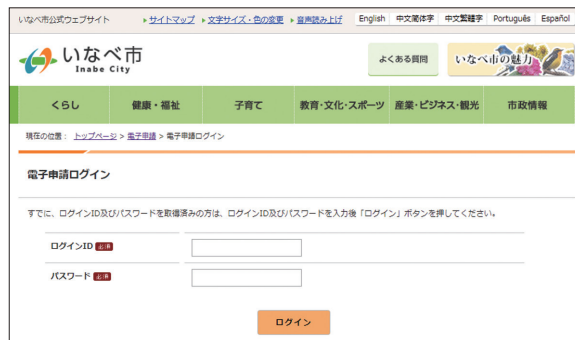 いなべ市公式ウェブサイト ▶サイトマップ ▶文字サイズ・色の変更 ▶音声読み上げ English 中文簡体字 中文繁體字 Português Español
いなべ市
Inabe City
よくある質問
いなべ市の魅力
くらし 健康・福祉 子育て 教育・文化・スポーツ 産業・ビジネス・観光 市政情報
現在の位置： トップページ > 電子申請 > 電子申請ログイン
電子申請ログイン
すでに、ログインID及びパスワードを取得済みの方は、ログインID及びパスワードを入力後「ログイン」ボタンを押してください。
ログインID 必須
パスワード 必須
ログイン